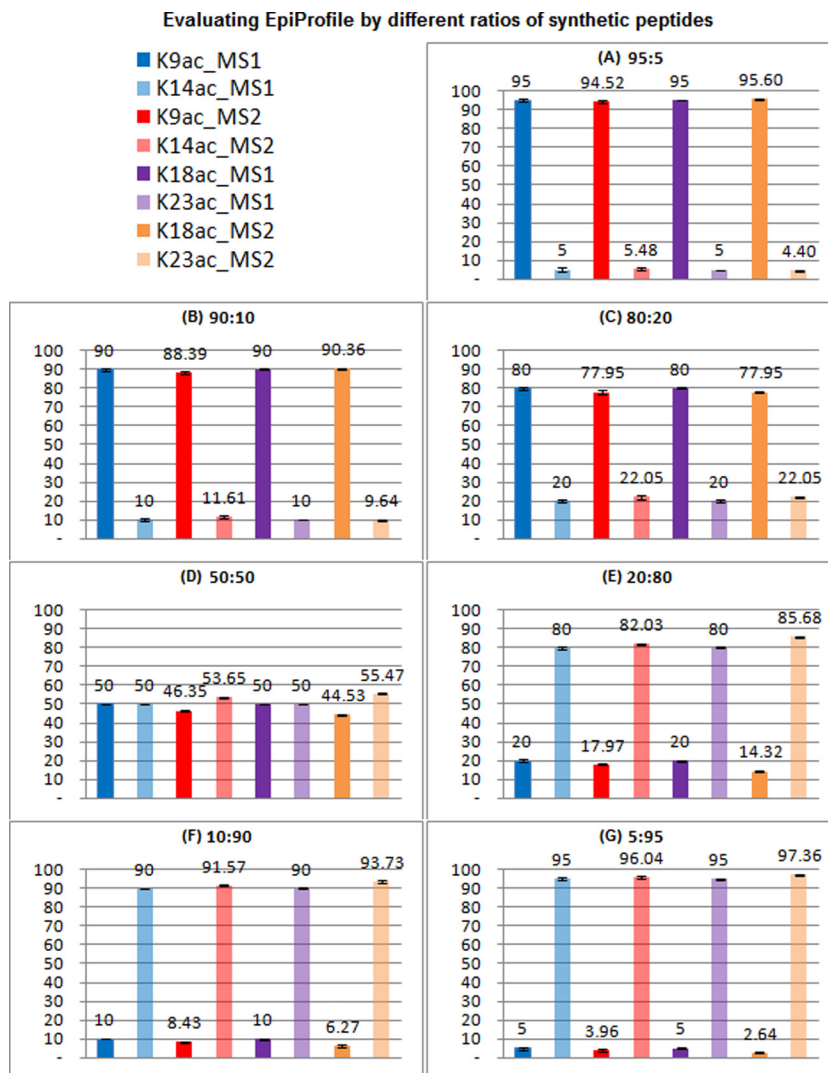 Evaluating EpiProfile by different ratios of synthetic peptides
K9ac_MS1
K14ac_MS1
K9ac_MS2
K14ac_MS2
K18ac_MS1
K23ac_MS1
K18ac_MS2
K23ac_MS2
(A) 95:5
95 94.52 95 95.60
100
90
80
70
60
50
40
30
20
10
-
5 5.48 5 4.40
(B) 90:10
100
90
80
70
60
50
40
30
20
10
-
90 88.39 90 90.36
10 11.61 10 9.64
(C) 80:20
100
90
80
70
60
50
40
30
20
10
-
80 77.95 80 77.95
20 22.05 20 22.05
(D) 50:50
100
90
80
70
60
50
40
30
20
10
-
50 50 46.35 53.65 50 50 44.53 55.47
(E) 20:80
100
90
80
70
60
50
40
30
20
10
-
80 82.03 80 85.68
20 17.97 20 14.32
(F) 10:90
100
90
80
70
60
50
40
30
20
10
-
90 91.57 90 93.73
10 8.43 10 6.27
(G) 5:95
100
90
80
70
60
50
40
30
20
10
-
95 96.04 95 97.36
5 3.96 5 2.64